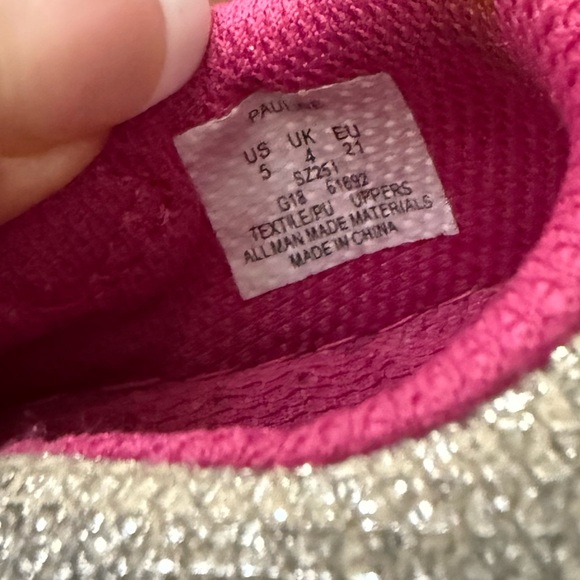 US UK EU
5 4 21
SZ251
G18 61892
TEXTILE/PU UPPERS
ALL MAN MADE MATERIALS
MADE IN CHINA